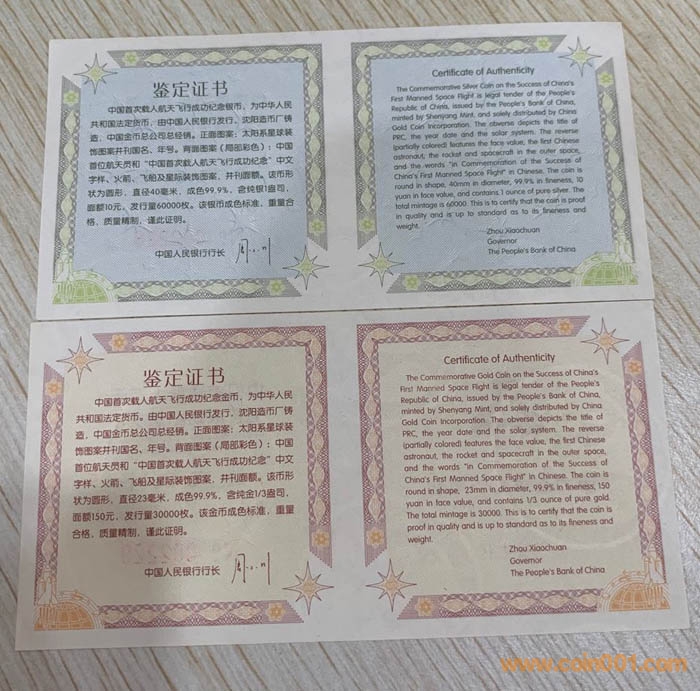 鉴定证书
中国首次载人航天飞行成功纪念银币，为中华人民
共和国法定货币，由中国人民银行发行，沈阳造币厂铸
造，中国金币总公司总经销。正面图案：太阳系星球装
饰图案并刊国名、年号。背面图案（局部彩色）：中国
首位航天员和“中国首次载人航天飞行成功纪念”中文
字样，火箭、飞船及星际装饰图案，并刊面额。该币形
状为圆形，直径40毫米，成色99.9%，含纯银1盎司，
面额10元，发行量60000枚。该银币成色标准，重量合
格，质量精制，谨此证明。
中国人民银行行长
Certificate of Authenticity
The Commemorative Silver Coin on the Success of China's
First Manned Space Flight is legal tender of the People's
Republic of China, issued by the People's Bank of China,
minted by Shenyang Mint, and solely distributed by China
Gold Coin Incorporation. The obverse depicts the title of
PRC, the year date and the solar system. The reverse
(partially colored) features the face value, the first Chinese
astronaut, the rocket and spacecraft in the outer space,
and the words "in Commemoration of the Success of
China's First Manned Space Flight" in Chinese. The coin is
round in shape, 40mm in diameter, 99.9% in fineness, 10
yuan in face value, and contains 1 ounce of pure silver. The
total mintage is 60000. This is to certify that the coin is proof
in quality and is up to standard as to its fineness and
weight.
Zhou Xiaochuan
Governor
The People's Bank of China
鉴定证书
中国首次载人航天飞行成功纪念金币，为中华人民
共和国法定货币。由中国人民银行发行，沈阳造币厂铸
造，中国金币总公司总经销。正面图案：太阳系星球装
饰图案并刊国名、年号。背面图案（局部彩色）：中国
首位航天员和“中国首次载人航天飞行成功纪念”中文
字样，火箭、飞船及星际装饰图案，并刊面额。该币形
状为圆形，直径23毫米，成色99.9%，含纯金1/3盎司，
面额150元，发行量30000枚。该金币成色标准，重量
合格，质量精制，谨此证明。
中国人民银行行长
Certificate of Authenticity
The Commemorative Gold Coin on the Success of China's
First Manned Space Flight is legal tender of the People's
Republic of China, issued by the People's Bank of China,
minted by Shenyang Mint, and solely distributed by China
Gold Coin Incorporation. The obverse depicts the title of
PRC, the year date and the solar system. The reverse
(partially colored) features the face value, the first Chinese
astronaut, the rocket and spacecraft in the outer space,
and the words "in Commemoration of the Success of
China's First Manned Space Flight" in Chinese. The coin is
round in shape, 23mm in diameter, 99.9% in fineness, 150
yuan in face value, and contains 1/3 ounce of pure gold.
The total mintage is 30000. This is to certify that the coin is
proof in quality and is up to standard as to its fineness and
weight.
Zhou Xiaochuan
Governor
The People's Bank of China
www.coin001.com